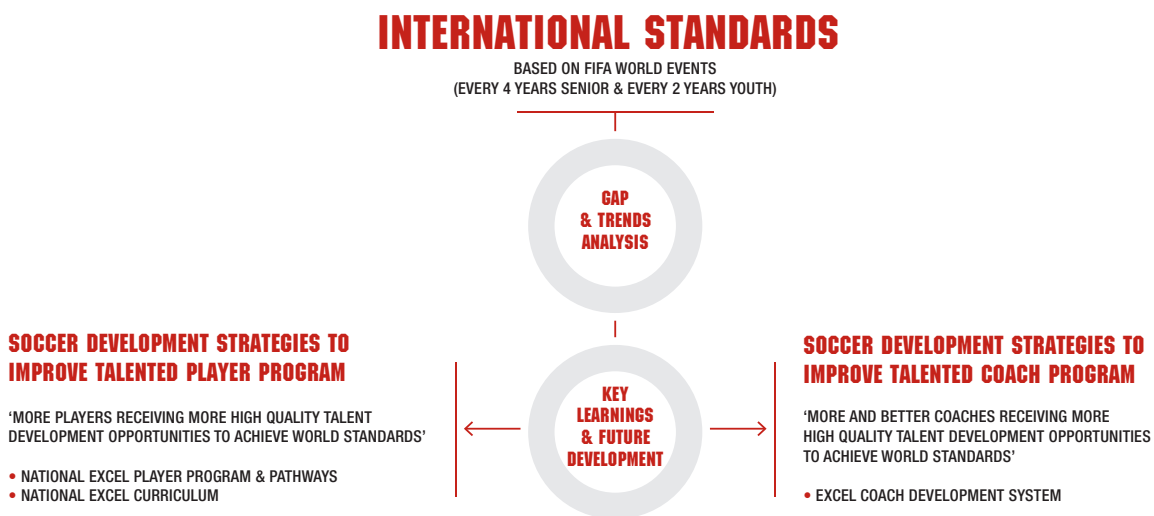 INTERNATIONAL STANDARDS
BASED ON FIFA WORLD EVENTS
(EVERY 4 YEARS SENIOR & EVERY 2 YEARS YOUTH)
GAP
& TRENDS
ANALYSIS
SOCCER DEVELOPMENT STRATEGIES TO
IMPROVE TALENTED PLAYER PROGRAM
‘MORE PLAYERS RECEIVING MORE HIGH QUALITY TALENT
DEVELOPMENT OPPORTUNITIES TO ACHIEVE WORLD STANDARDS’
• NATIONAL EXCEL PLAYER PROGRAM & PATHWAYS
• NATIONAL EXCEL CURRICULUM
KEY
LEARNINGS
& FUTURE
DEVELOPMENT
SOCCER DEVELOPMENT STRATEGIES TO
IMPROVE TALENTED COACH PROGRAM
‘MORE AND BETTER COACHES RECEIVING MORE
HIGH QUALITY TALENT DEVELOPMENT OPPORTUNITIES
TO ACHIEVE WORLD STANDARDS’
• EXCEL COACH DEVELOPMENT SYSTEM